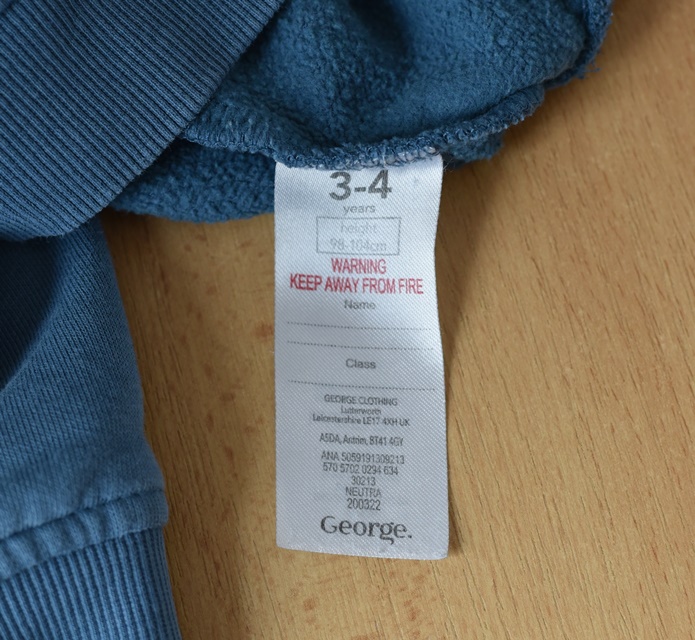 3-4
years
height
98-104cm
WARNING
KEEP AWAY FROM FIRE
Name
Class
GEORGE CLOTHING
Lutterworth
Leicestershire LE17 4XH UK
ASDA, Antrim, BT41 4GY
ANA 5059191309213
570 5702 0294 634
30213
NEUTRA
200322
George.